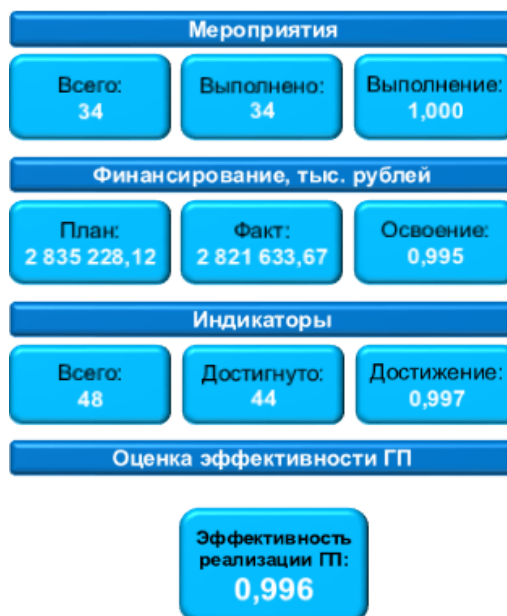 Мероприятия
Всего: Выполнено: Выполнение:
34 34 1,000
Финансирование, тыс. рублей
План: Факт: Освоение:
2 835 228,12 2 821 633,67 0,995
Индикаторы
Всего: Достигнуто: Достижение:
48 44 0,997
Оценка эффективности ГП
Эффективность
реализации ГП:
0,996